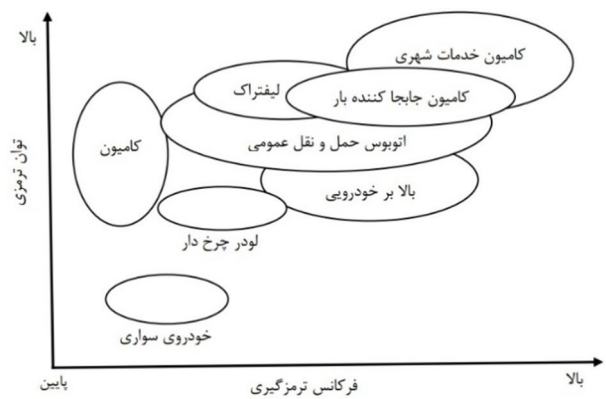 بالا
کامیون خدمات شهری
لیفتراک
کامیون جابجا کننده بار
کامیون
اتوبوس حمل و نقل عمومی
توان ترمزی
بالا بر خودرویی
لودر چرخ دار
خودروی سواری
بالا
فرکانس ترمزگیری
پایین